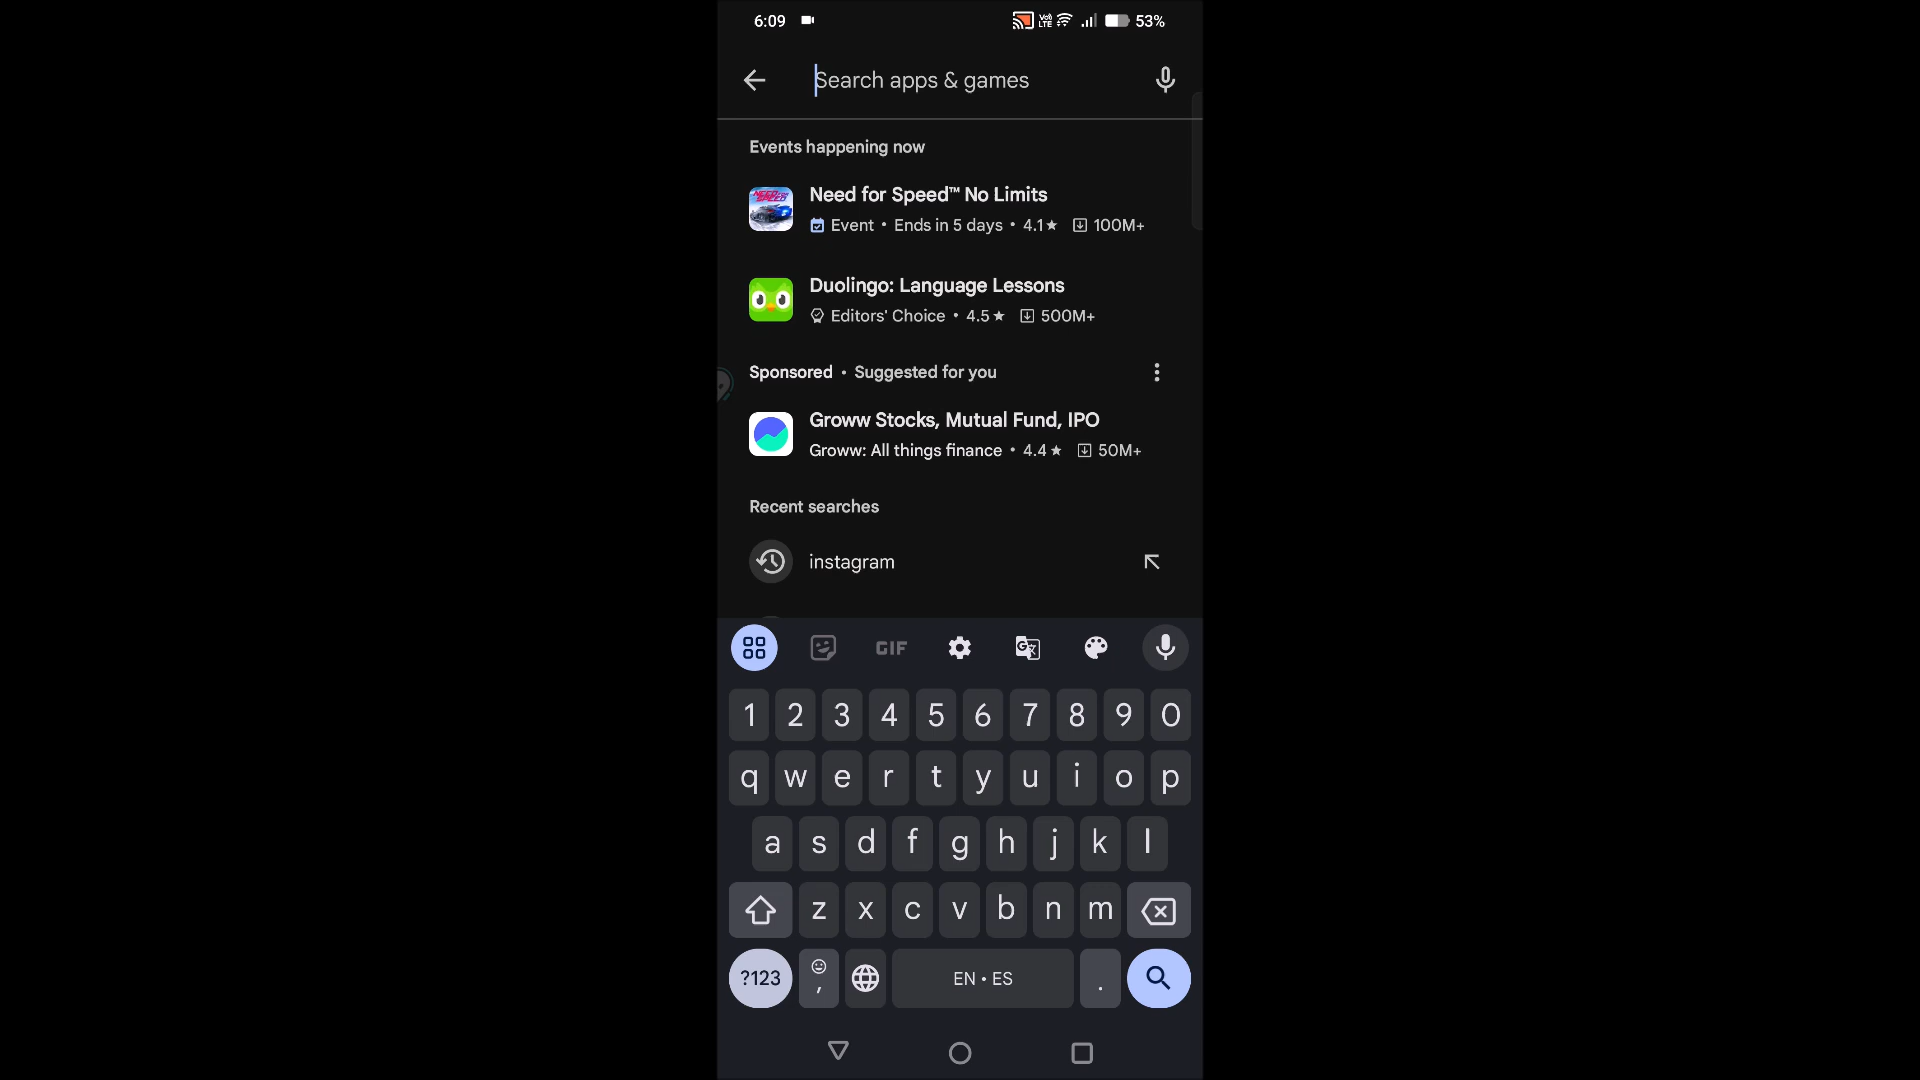 6:09 Vo) LTE 53%
Search apps & games
Events happening now
Need for Speed™ No Limits
Event • Ends in 5 days • 4.1★ 100M+
Duolingo: Language Lessons
Editors' Choice • 4.5★ 500M+
Sponsored • Suggested for you
Groww Stocks, Mutual Fund, IPO
Groww: All things finance • 4.4★ 50M+
Recent searches
instagram
GIF
1 2 3 4 5 6 7 8 9 0
q w e r t y u i o p
a s d f g h j k l
z x c v b n m
?123 , EN • ES .